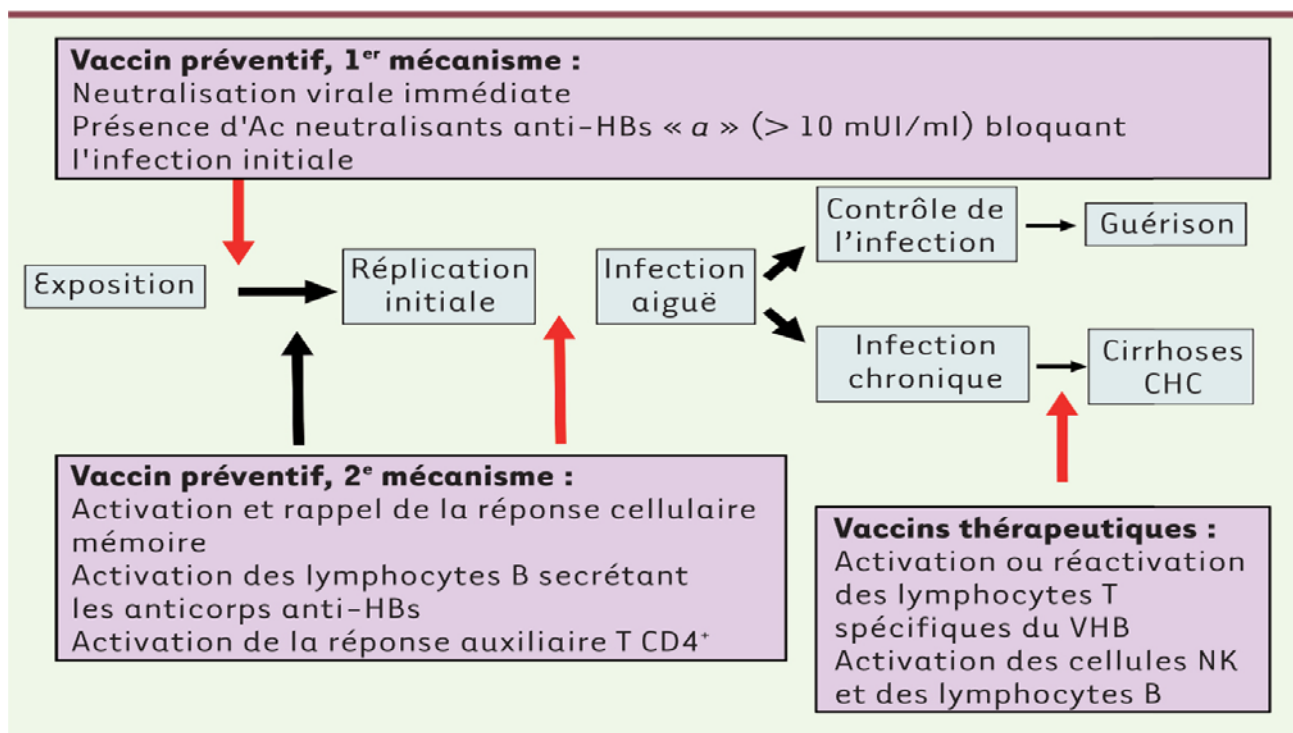 Vaccin préventif, 1er mécanisme :
Neutralisation virale immédiate
Présence d'Ac neutralisants anti-HBs « a » (> 10 mUI/ml) bloquant
l'infection initiale
Exposition
Réplication
initiale
Infection
aiguë
Contrôle de
l'infection
Guérison
Infection
chronique
Cirrhoses
CHC
Vaccin préventif, 2e mécanisme :
Activation et rappel de la réponse cellulaire
mémoire
Activation des lymphocytes B secrétant
les anticorps anti-HBs
Activation de la réponse auxiliaire T CD4+
Vaccins thérapeutiques :
Activation ou réactivation
des lymphocytes T
spécifiques du VHB
Activation des cellules NK
et des lymphocytes B